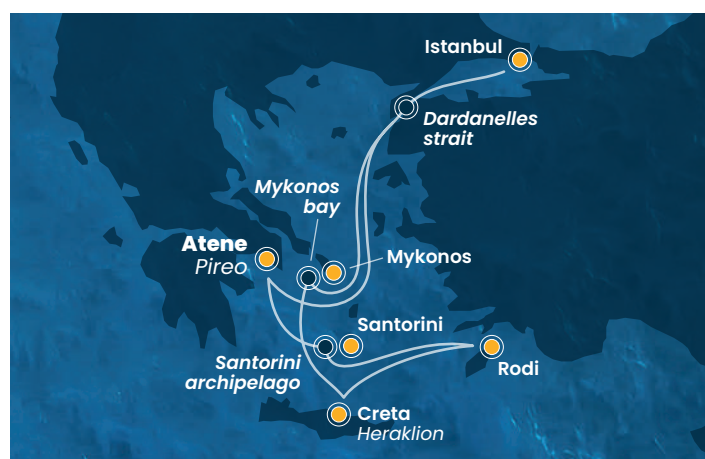 Istanbul
Dardanelles
strait
Mykonos
bay
Atene
Pireo
Mykonos
Santorini
Santorini
archipelago
Rodi
Creta
Heraklion